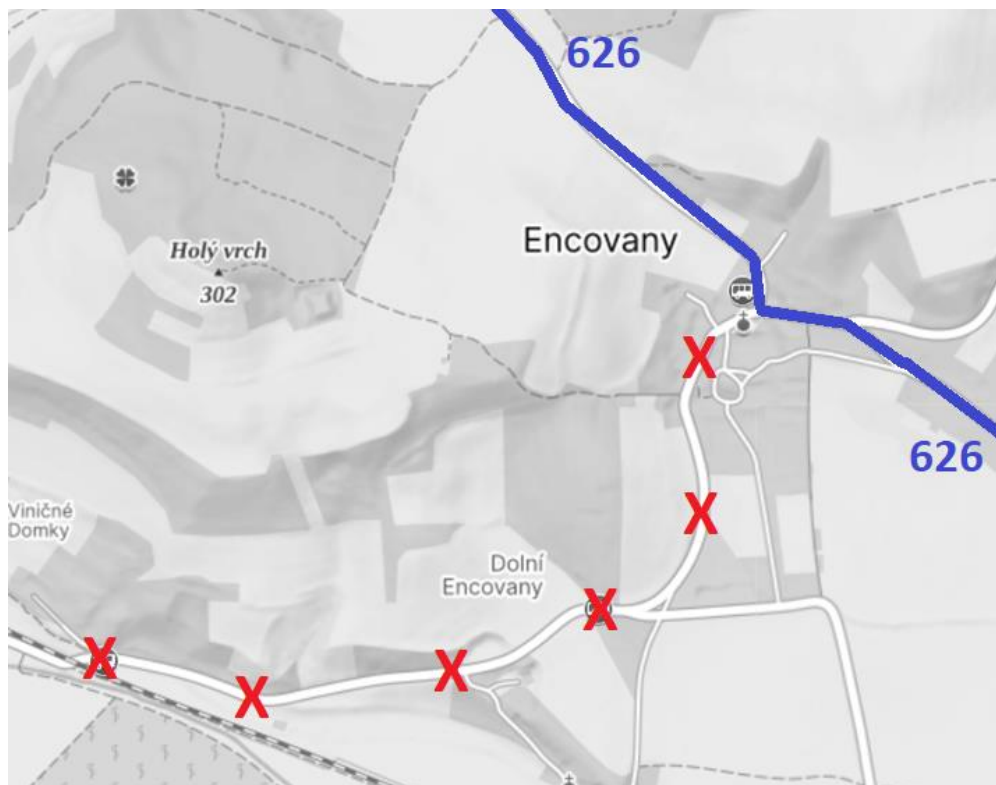 626
Encovany
Holý vrch
302
X
626
X
Viničné
Domky
Dolní
Encovany
X
X
X
X